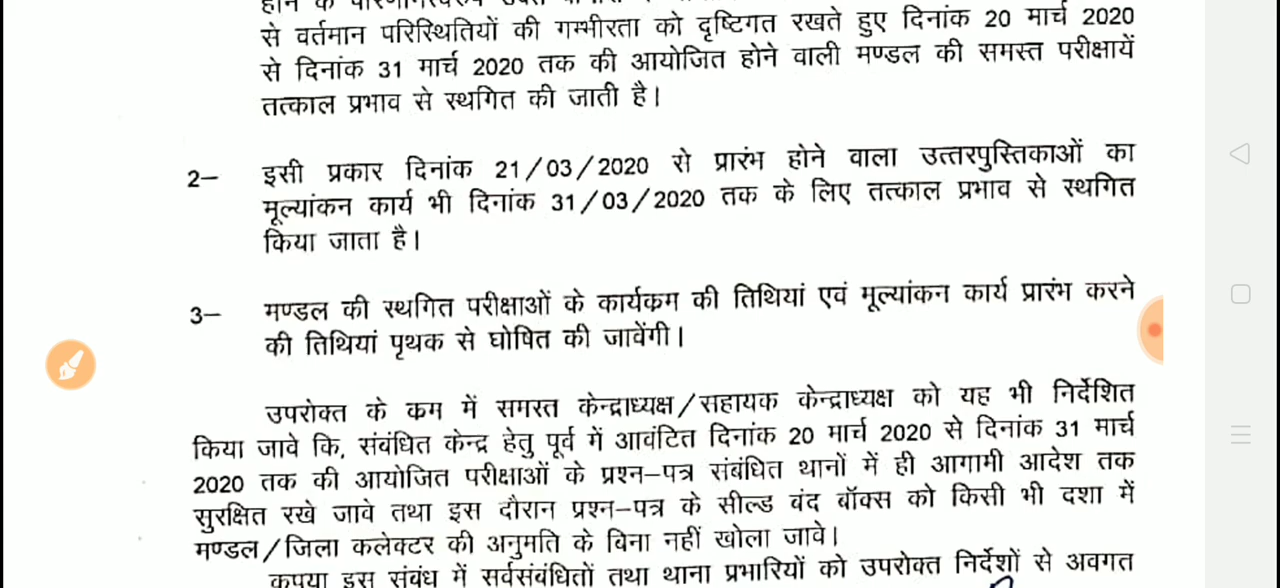 से वर्तमान परिस्थितियों की गम्भीरता को दृष्टिगत रखते हुए दिनांक 20 मार्च 2020
से दिनांक 31 मार्च 2020 तक की आयोजित होने वाली मण्डल की समस्त परीक्षायें
तत्काल प्रभाव से स्थगित की जाती है।
2– इसी प्रकार दिनांक 21/03/2020 से प्रारंभ होने वाला उत्तरपुस्तिकाओं का
मूल्यांकन कार्य भी दिनांक 31/03/2020 तक के लिए तत्काल प्रभाव से स्थगित
किया जाता है।
3– मण्डल की स्थगित परीक्षाओं के कार्यकम की तिथियां एवं मूल्यांकन कार्य प्रारंभ करने
की तिथियां पृथक से घोषित की जावेंगी।
उपरोक्त के कम में समस्त केन्द्राध्यक्ष/सहायक केन्द्राध्यक्ष को यह भी निर्देशित
किया जावे कि, संबंधित केन्द्र हेतु पूर्व में आवंटित दिनांक 20 मार्च 2020 से दिनांक 31 मार्च
2020 तक की आयोजित परीक्षाओं के प्रश्न–पत्र संबंधित थानों में ही आगामी आदेश तक
सुरक्षित रखे जावे तथा इस दौरान प्रश्न–पत्र के सील्ड बंद बॉक्स को किसी भी दशा में
मण्डल/जिला कलेक्टर की अनुमति के बिना नहीं खोला जावे।
कृपया इस संबंध में सर्वसंबंधितों तथा थाना प्रभारियों को उपरोक्त निर्देशों से अवगत